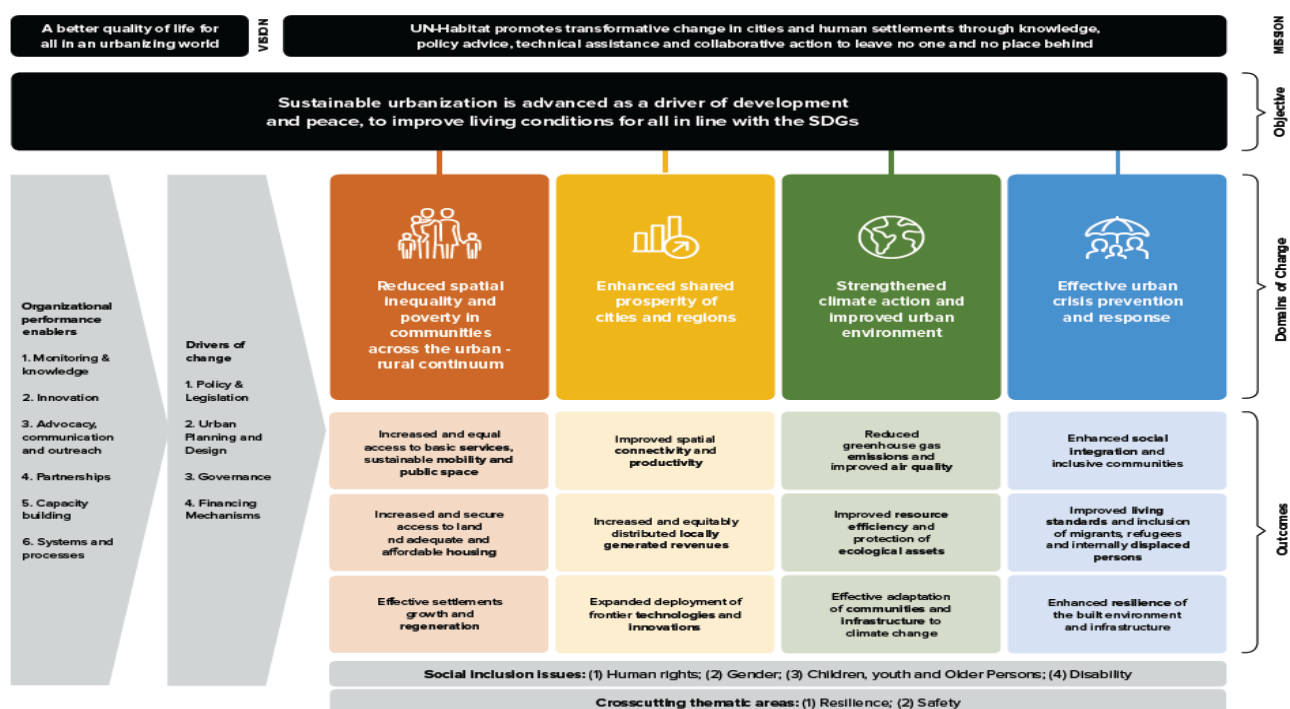 A better quality of life for
all in an urbanizing world
VISION
UN-Habitat promotes transformative change in cities and human settlements through knowledge,
policy advice, technical assistance and collaborative action to leave no one and no place behind
MISSION
Sustainable urbanization is advanced as a driver of development
and peace, to improve living conditions for all in line with the SDGs
Objective
Organizational
performance
enablers
1. Monitoring &
knowledge
2. Innovation
3. Advocacy,
communication
and outreach
4. Partnerships
5. Capacity
building
6. Systems and
processes
Drivers of
change
1. Policy &
Legislation
2. Urban
Planning and
Design
3. Governance
4. Financing
Mechanisms
Reduced spatial
inequality and
poverty in
communities
across the urban -
rural continuum
Enhanced shared
prosperity of
cities and regions
Strengthened
climate action and
improved urban
environment
Effective urban
crisis prevention
and response
Domains of Change
Increased and equal
access to basic services,
sustainable mobility and
public space
Improved spatial
connectivity and
productivity
Reduced
greenhouse gas
emissions and
improved air quality
Enhanced social
Integration and
inclusive communities
Increased and secure
access to land
nd adequate and
affordable housing
Increased and equitably
distributed locally
generated revenues
Improved resource
efficiency and
protection of
ecological assets
Improved living
standards and inclusion
of migrants, refugees
and internally displaced
persons
Effective settlements
growth and
regeneration
Expanded deployment of
frontier technologies and
innovations
Effective adaptation
of communities and
infrastructure to
climate change
Enhanced resilience of
the built environment
and infrastructure
Outcomes
Social inclusion issues: (1) Human rights; (2) Gender; (3) Children, youth and Older Persons; (4) Disability
Crosscutting thematic areas: (1) Resilience; (2) Safety